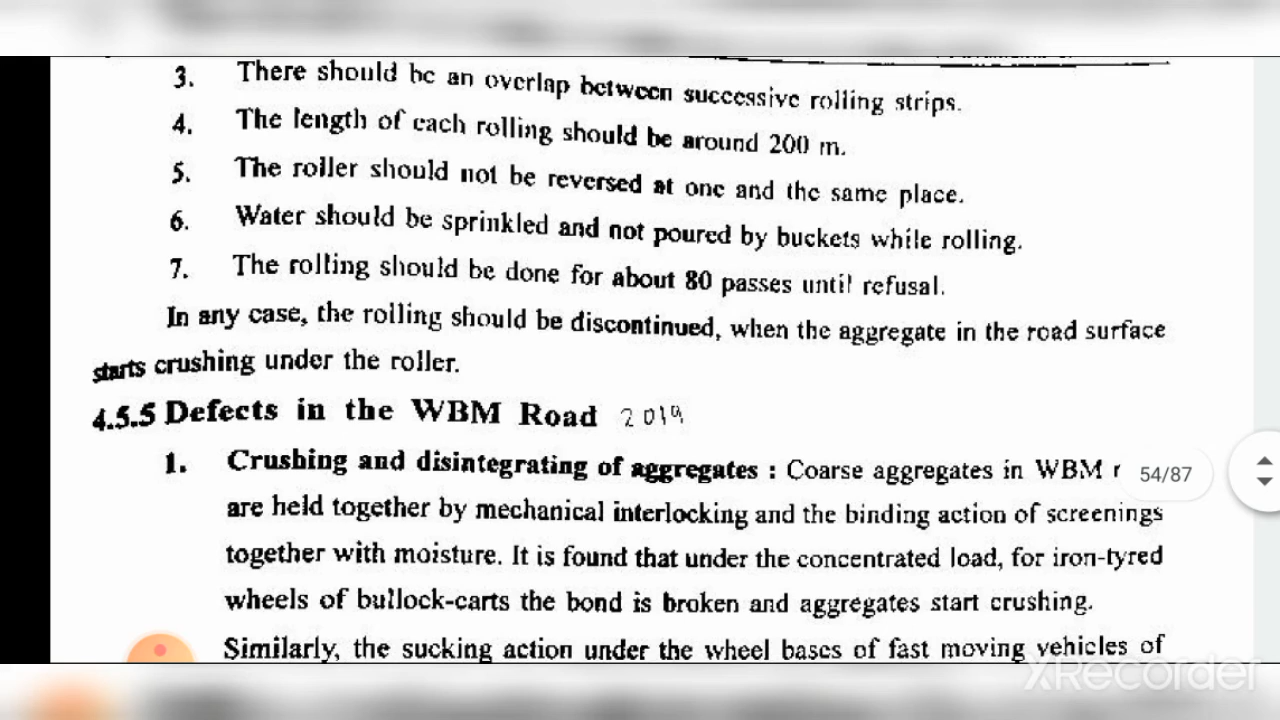 3. There should be an overlap between successive rolling strips.
4. The length of each rolling should be around 200 m.
5. The roller should not be reversed at one and the same place.
6. Water should be sprinkled and not poured by buckets while rolling.
7. The rolling should be done for about 80 passes until refusal.
In any case, the rolling should be discontinued, when the aggregate in the road surface
starts crushing under the roller.
4.5.5 Defects in the WBM Road 2019
1. Crushing and disintegrating of aggregates : Coarse aggregates in WBM r
54/87
are held together by mechanical interlocking and the binding action of screenings
together with moisture. It is found that under the concentrated load, for iron-tyred
wheels of bullock-carts the bond is broken and aggregates start crushing.
Similarly, the sucking action under the wheel bases of fast moving vehicles of
XRecorder